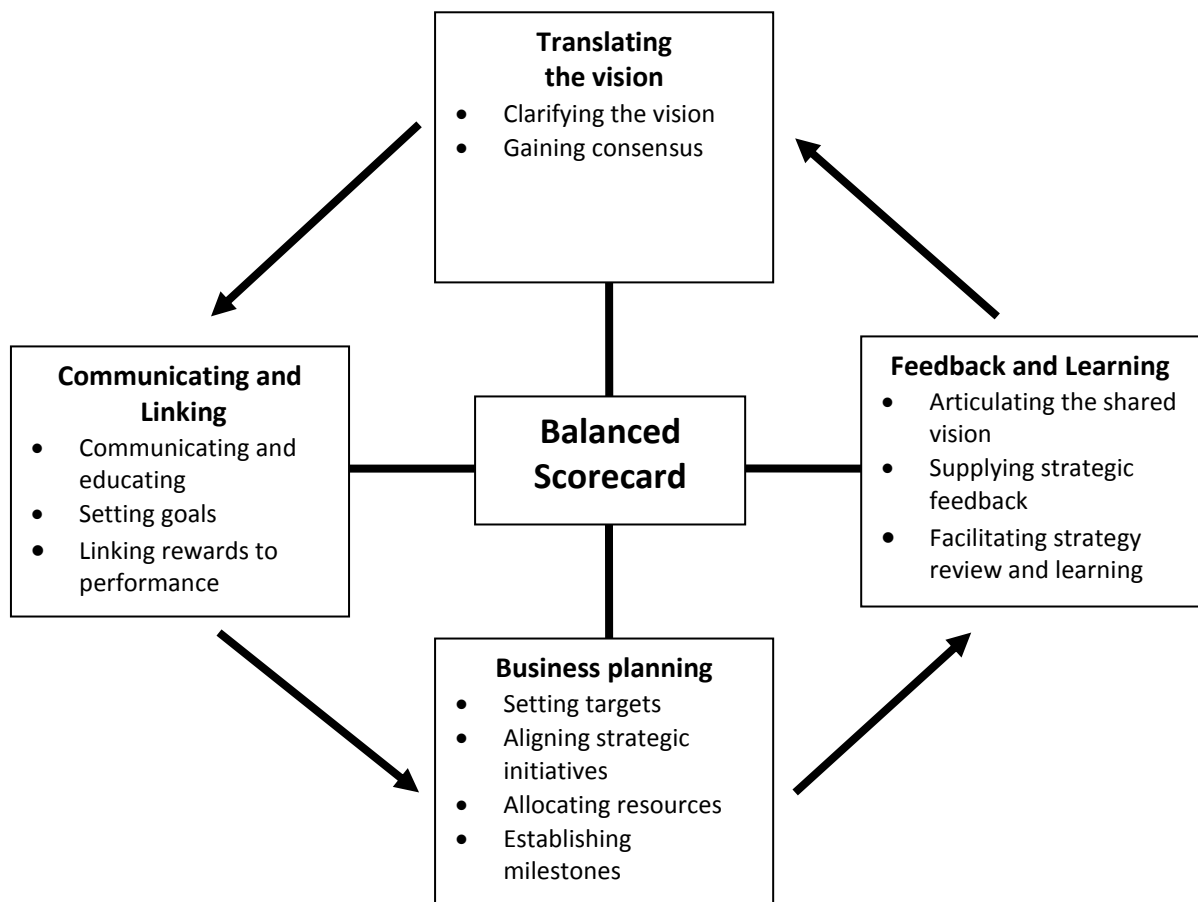 Translating
the vision
• Clarifying the vision
• Gaining consensus
Communicating and
Linking
• Communicating and
educating
• Setting goals
• Linking rewards to
performance
Balanced
Scorecard
Feedback and Learning
• Articulating the shared
vision
• Supplying strategic
feedback
• Facilitating strategy
review and learning
Business planning
• Setting targets
• Aligning strategic
initiatives
• Allocating resources
• Establishing
milestones